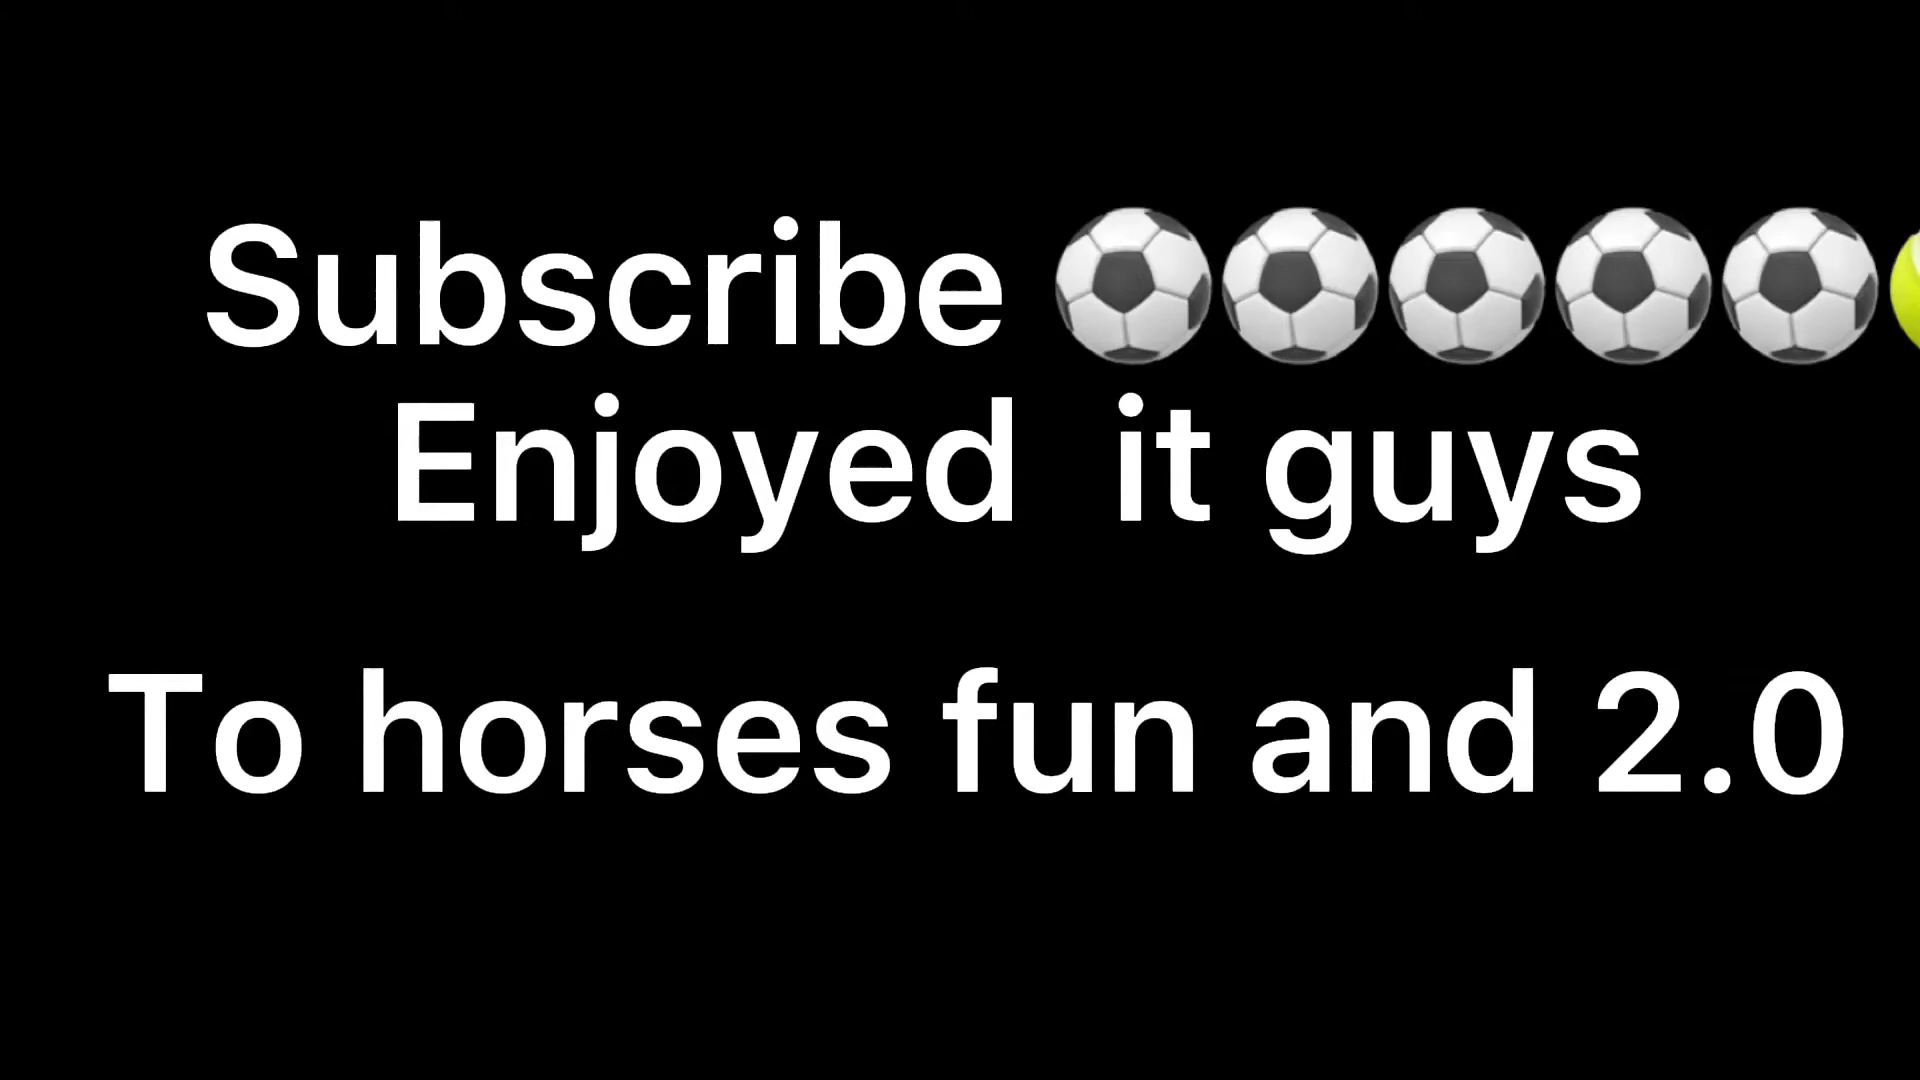 Subscribe ⚽⚽⚽⚽⚽🎾
Enjoyed  it guys
To horses fun and 2.0